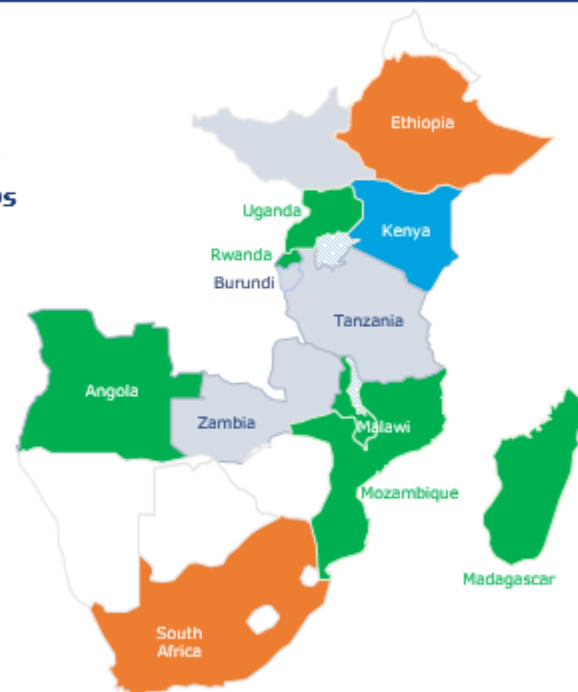 Ethiopia
Uganda
Kenya
Rwanda
Burundi
Tanzania
Angola
Zambia
Malawi
Mozambique
Madagascar
South
Africa